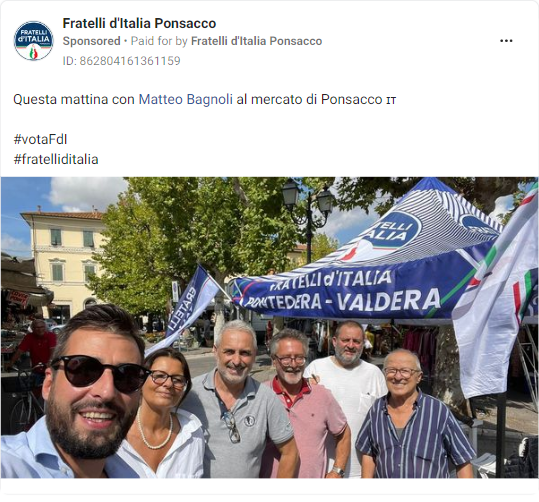 Fratelli d'Italia Ponsacco
Sponsored • Paid for by Fratelli d'Italia Ponsacco
ID: 862804161361159
Questa mattina con Matteo Bagnoli al mercato di Ponsacco IT
#votaFdI
#fratelliditalia
FRATELLI
d'ITALIA
FRATELLI
d'ITALIA
FRATELLI d'ITALIA
PONTEDERA - VALDERA
FRATELLI